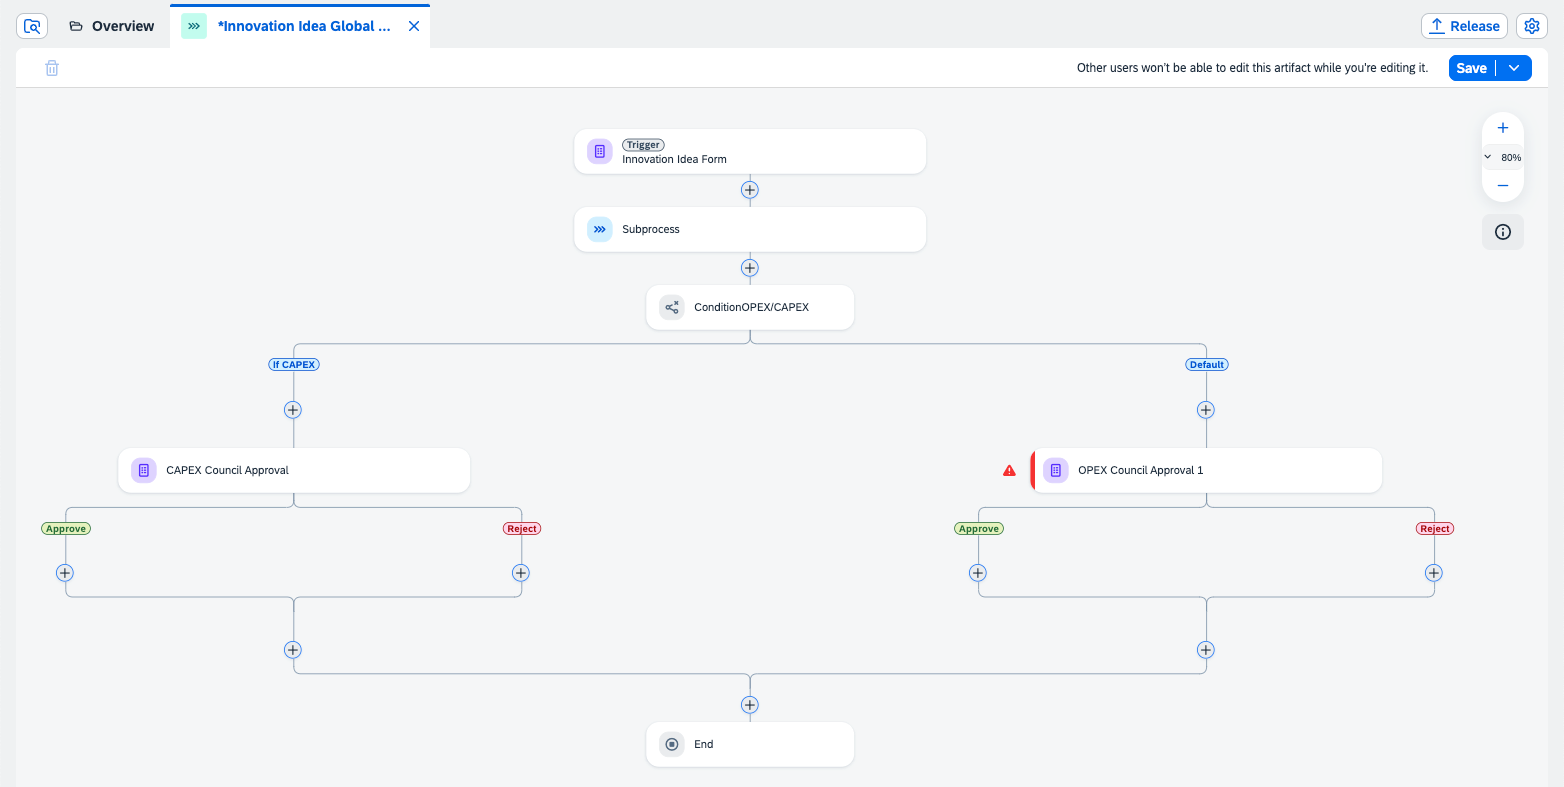 Overview
*Innovation Idea Global ...
Release
Other users won't be able to edit this artifact while you're editing it.
Save
Trigger
Innovation Idea Form
80%
Subprocess
ConditionOPEX/CAPEX
If CAPEX
Default
CAPEX Council Approval
OPEX Council Approval 1
Approve
Reject
Approve
Reject
End